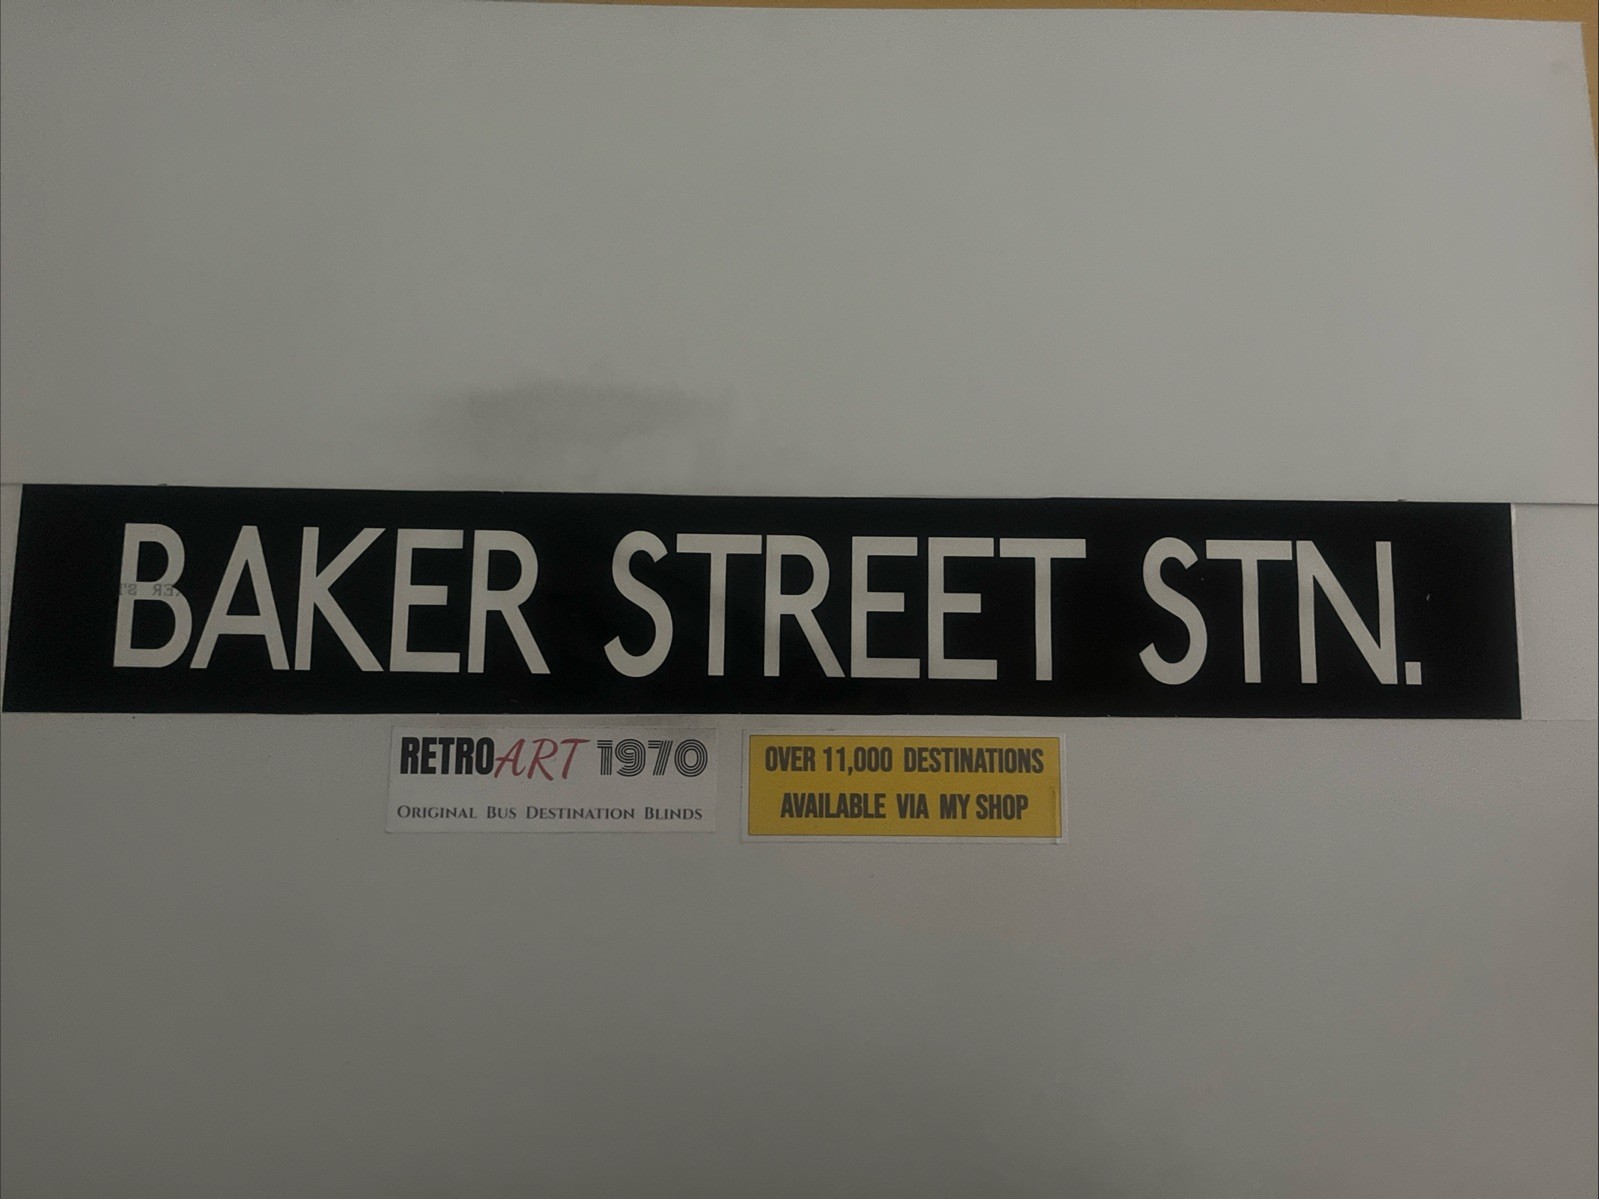 BAKER STREET STN.
RETROART 1970
ORIGINAL BUS DESTINATION BLINDS
OVER 11,000 DESTINATIONS
AVAILABLE VIA MY SHOP